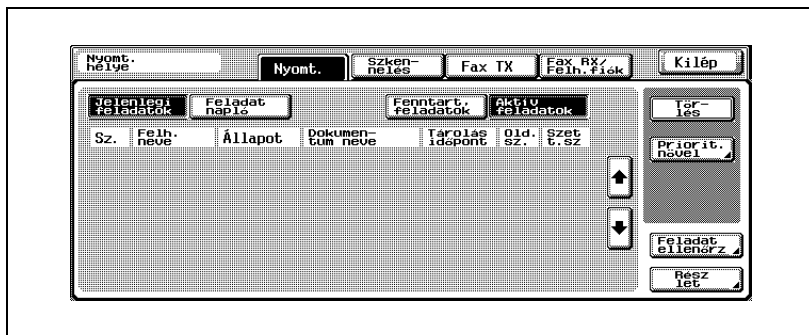 Nyomt.
helye
Nyomt.
Szken-
nelés
Fax TX
Fax RX/
Felh.fiók
Kilép
Jelenlegi
feladatok
Feladat
napló
Fenntart.
feladatok
Aktív
feladatok
Tör-
lés
Sz.
Felh.
neve
Állapot
Dokumen-
tum neve
Tárolás
időpont
Old.
sz.
Szet
t.sz
Priorit.
növel
Feladat
ellenőrz
Rész
let